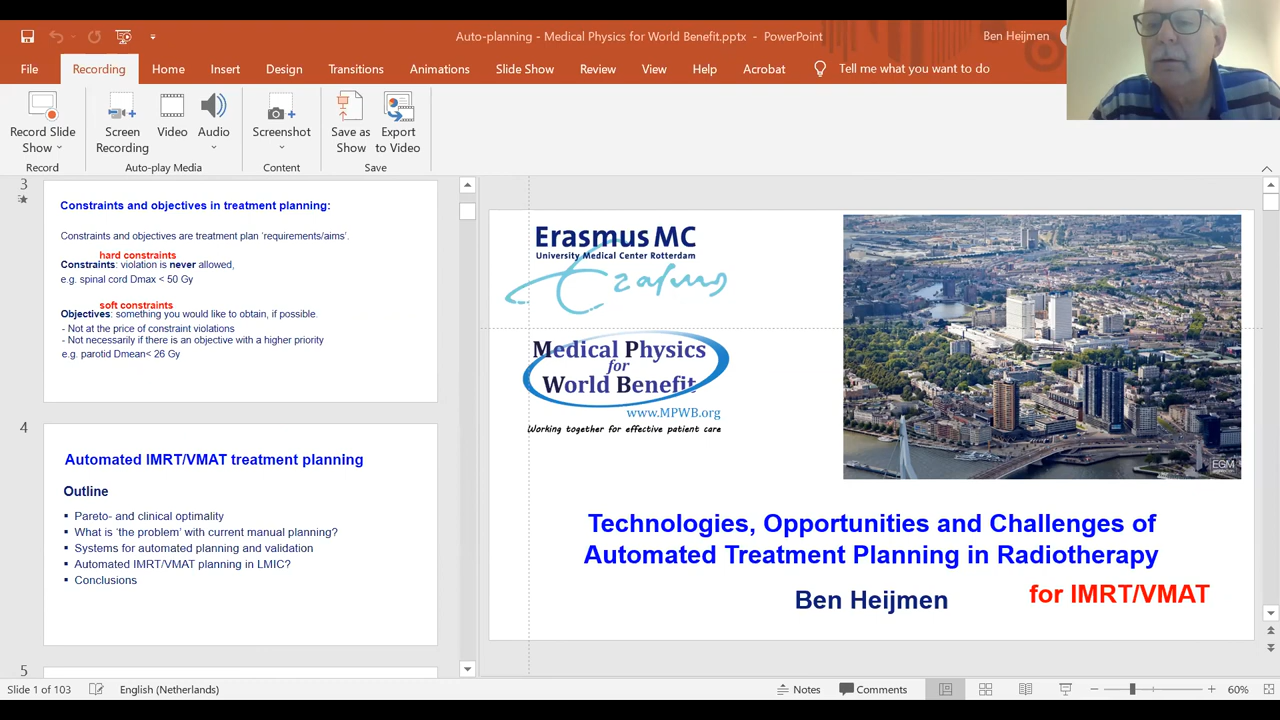 Auto-planning - Medical Physics for World Benefit.pptx - PowerPoint
Ben Heijmen
File
Recording
Home
Insert
Design
Transitions
Animations
Slide Show
Review
View
Help
Acrobat
Tell me what you want to do
Record Slide
Show
Screen
Recording
Video
Audio
Screenshot
Save as
Show
Export
to Video
Record
Auto-play Media
Content
Save
3
Constraints and objectives in treatment planning:
Constraints and objectives are treatment plan 'requirements/aims'.
hard constraints
Constraints: violation is never allowed,
e.g. spinal cord Dmax < 50 Gy
soft constraints
Objectives: something you would like to obtain, if possible.
- Not at the price of constraint violations
- Not necessarily if there is an objective with a higher priority
e.g. parotid Dmean< 26 Gy
4
Automated IMRT/VMAT treatment planning
Outline
▪ Pareto- and clinical optimality
▪ What is 'the problem' with current manual planning?
▪ Systems for automated planning and validation
▪ Automated IMRT/VMAT planning in LMIC?
▪ Conclusions
5
Erasmus MC
University Medical Center Rotterdam
Erasmus
Medical Physics
for
World Benefit
www.MPWB.org
Working together for effective patient care
EGM
Technologies, Opportunities and Challenges of
Automated Treatment Planning in Radiotherapy
Ben Heijmen
for IMRT/VMAT
Slide 1 of 103
English (Netherlands)
Notes
Comments
60%